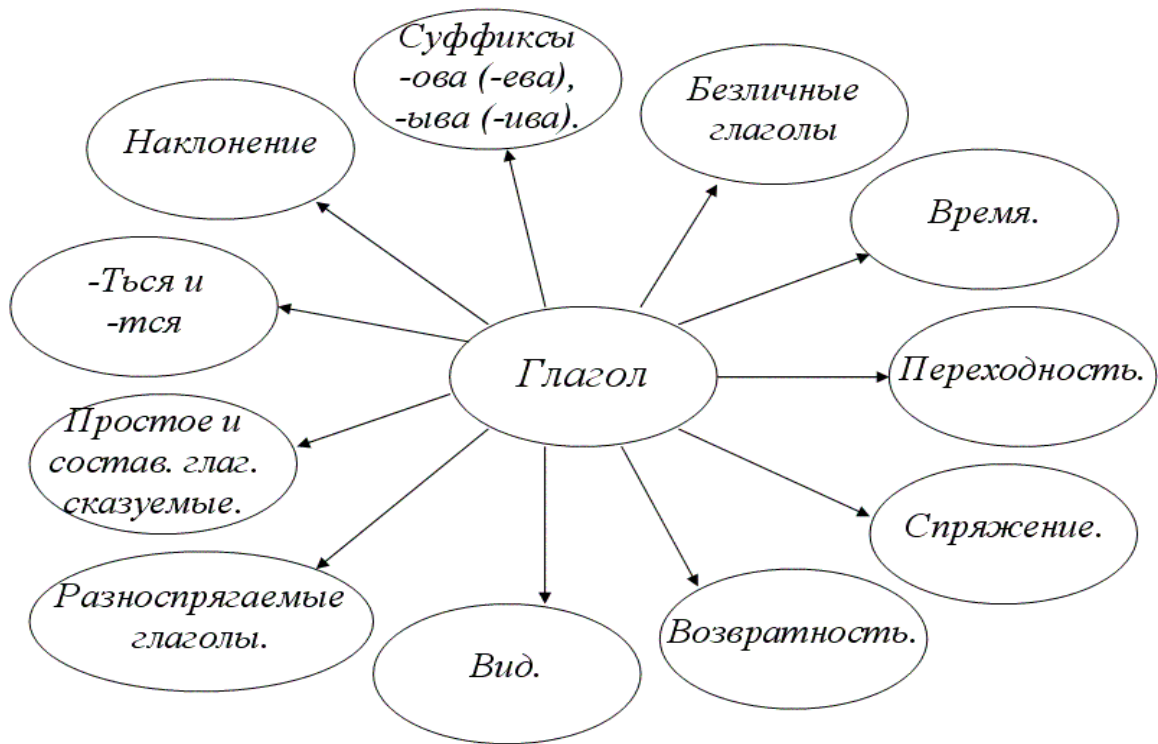 Суффиксы
-ова (-ева),
-ыва (-ива).
Безличные
глаголы
Наклонение
Время.
-Ться и
-тся
Глагол
Переходность.
Простое и
состав. глаг.
сказуемые.
Спряжение.
Разноспрягаемые
глаголы.
Возвратность.
Вид.